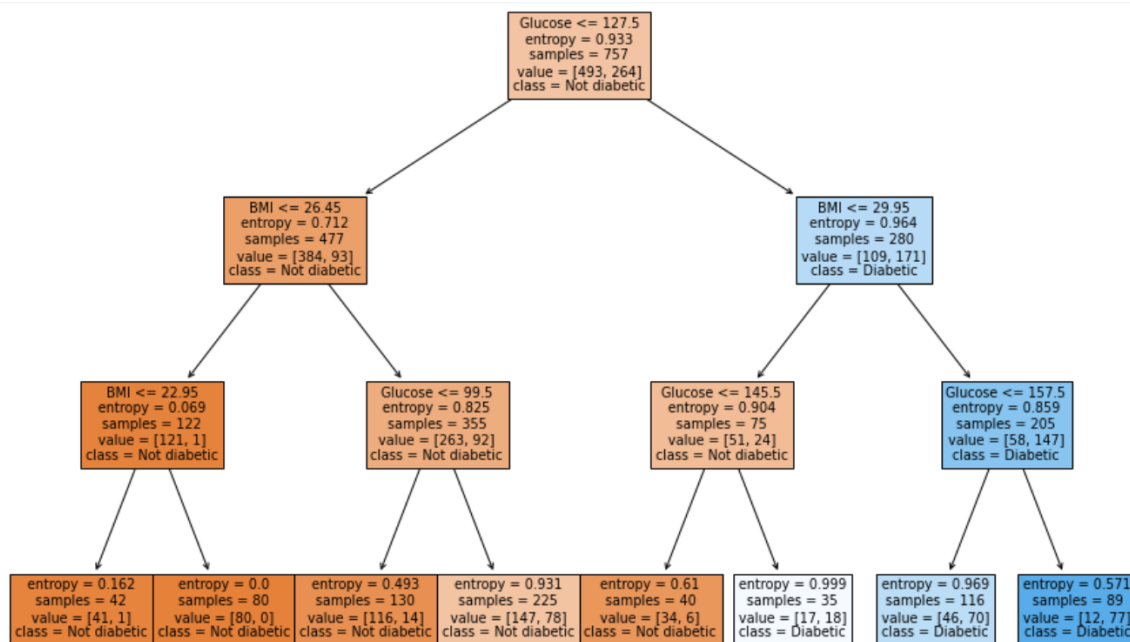 Glucose <= 127.5
entropy = 0.933
samples = 757
value = [493, 264]
class = Not diabetic
BMI <= 26.45
entropy = 0.712
samples = 477
value = [384, 93]
class = Not diabetic
BMI <= 29.95
entropy = 0.964
samples = 280
value = [109, 171]
class = Diabetic
BMI <= 22.95
entropy = 0.069
samples = 122
value = [121, 1]
class = Not diabetic
Glucose <= 99.5
entropy = 0.825
samples = 355
value = [263, 92]
class = Not diabetic
Glucose <= 145.5
entropy = 0.904
samples = 75
value = [51, 24]
class = Not diabetic
Glucose <= 157.5
entropy = 0.859
samples = 205
value = [58, 147]
class = Diabetic
entropy = 0.162
samples = 42
value = [41, 1]
class = Not diabetic
entropy = 0.0
samples = 80
value = [80, 0]
class = Not diabetic
entropy = 0.493
samples = 130
value = [116, 14]
class = Not diabetic
entropy = 0.931
samples = 225
value = [147, 78]
class = Not diabetic
entropy = 0.61
samples = 40
value = [34, 6]
class = Not diabetic
entropy = 0.999
samples = 35
value = [17, 18]
class = Diabetic
entropy = 0.969
samples = 116
value = [46, 70]
class = Diabetic
entropy = 0.571
samples = 89
value = [12, 77]
class = Diabetic